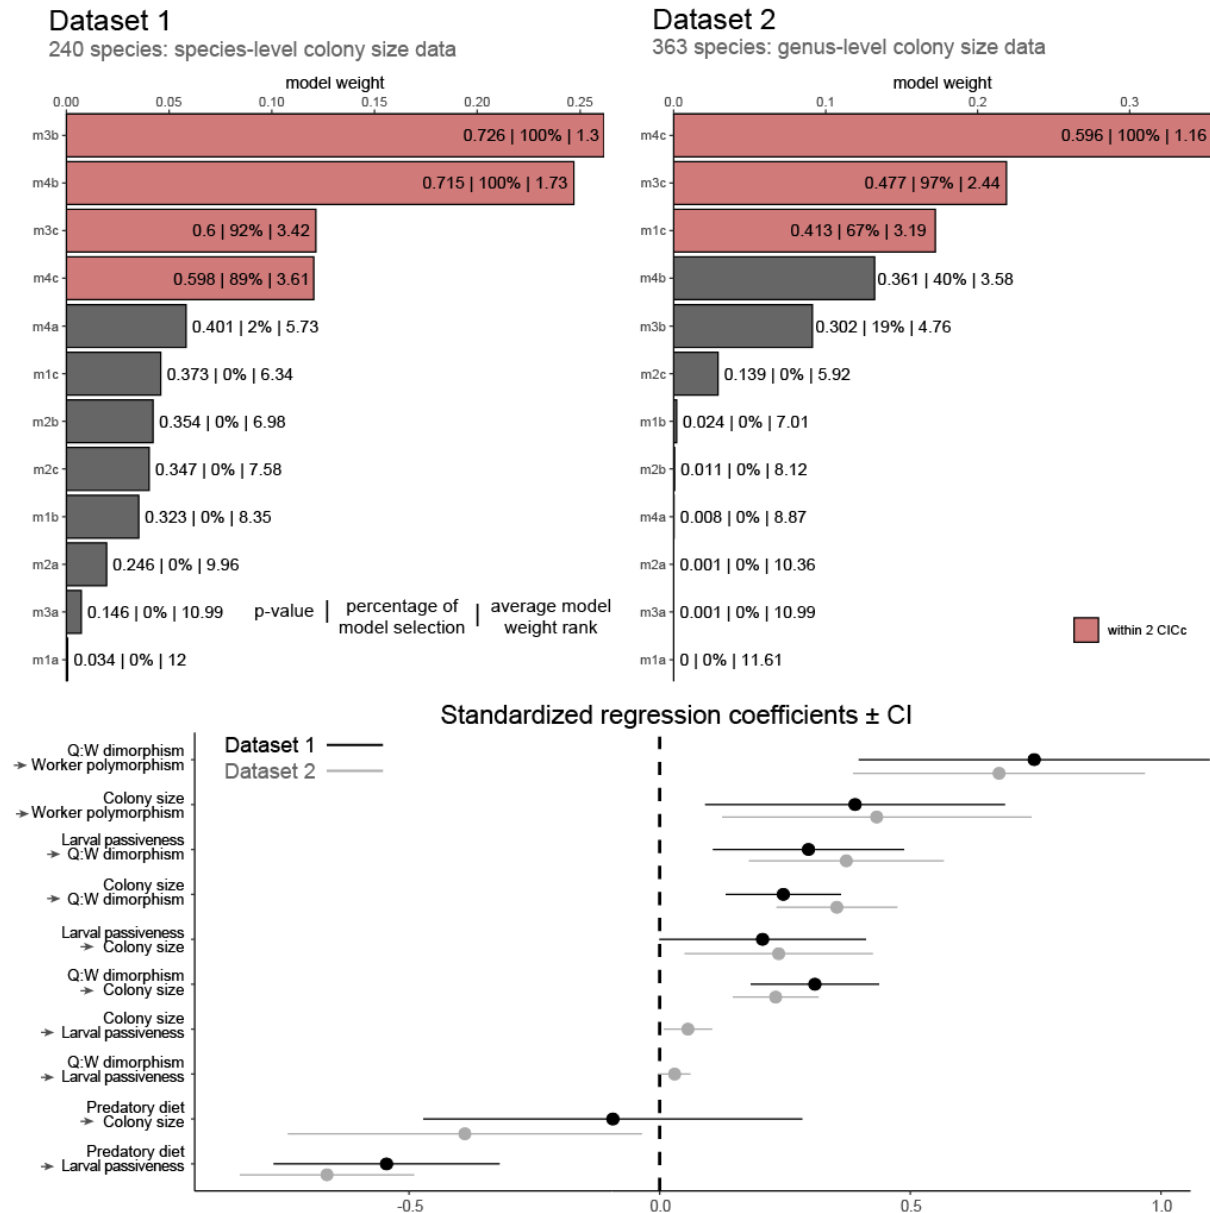 Dataset 1
240 species: species-level colony size data
model weight
0.00 0.05 0.10 0.15 0.20 0.25
m3b 0.726 | 100% | 1.3
m4b 0.715 | 100% | 1.73
m3c 0.6 | 92% | 3.42
m4c 0.598 | 89% | 3.61
m4a 0.401 | 2% | 5.73
m1c 0.373 | 0% | 6.34
m2b 0.354 | 0% | 6.98
m2c 0.347 | 0% | 7.58
m1b 0.323 | 0% | 8.35
m2a 0.246 | 0% | 9.96
m3a 0.146 | 0% | 10.99
m1a 0.034 | 0% | 12
p-value | percentage of | average model
model selection weight rank
Dataset 2
363 species: genus-level colony size data
model weight
0.0 0.1 0.2 0.3
m4c 0.596 | 100% | 1.16
m3c 0.477 | 97% | 2.44
m1c 0.413 | 67% | 3.19
m4b 0.361 | 40% | 3.58
m3b 0.302 | 19% | 4.76
m2c 0.139 | 0% | 5.92
m1b 0.024 | 0% | 7.01
m2b 0.011 | 0% | 8.12
m4a 0.008 | 0% | 8.87
m2a 0.001 | 0% | 10.36
m3a 0.001 | 0% | 10.99
m1a 0 | 0% | 11.61
within 2 CICc
Standardized regression coefficients ± CI
Dataset 1
Dataset 2
Q:W dimorphism
→ Worker polymorphism
Colony size
→ Worker polymorphism
Larval passiveness
→ Q:W dimorphism
Colony size
→ Q:W dimorphism
Larval passiveness
→ Colony size
Q:W dimorphism
→ Colony size
Colony size
→ Larval passiveness
Q:W dimorphism
→ Larval passiveness
Predatory diet
→ Colony size
Predatory diet
→ Larval passiveness
-0.5 0.0 0.5 1.0